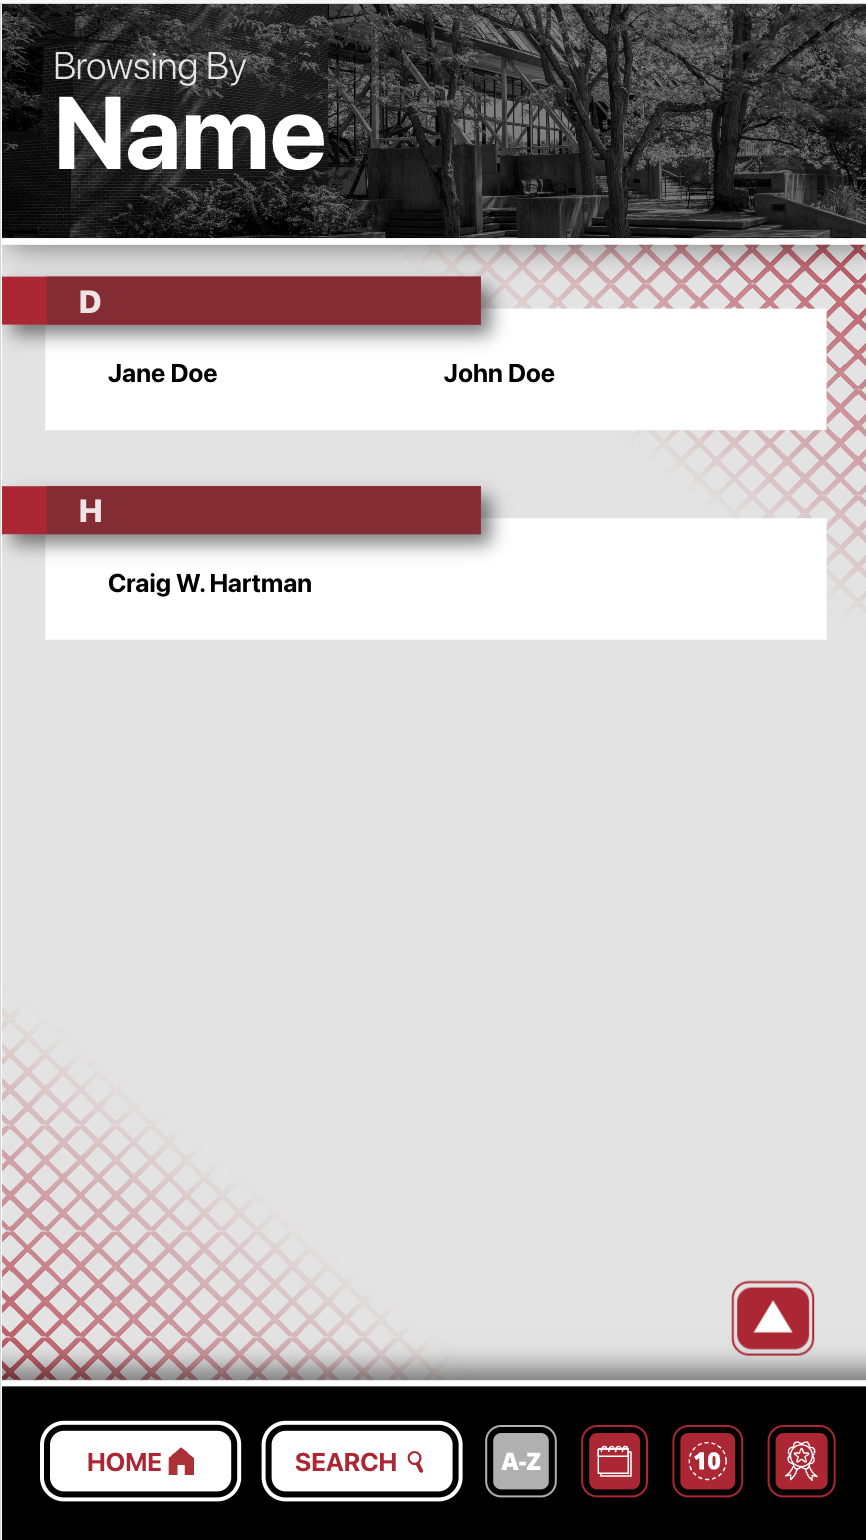 Browsing By
Name
D
Jane Doe John Doe
H
Craig W. Hartman
HOME SEARCH A-Z 10